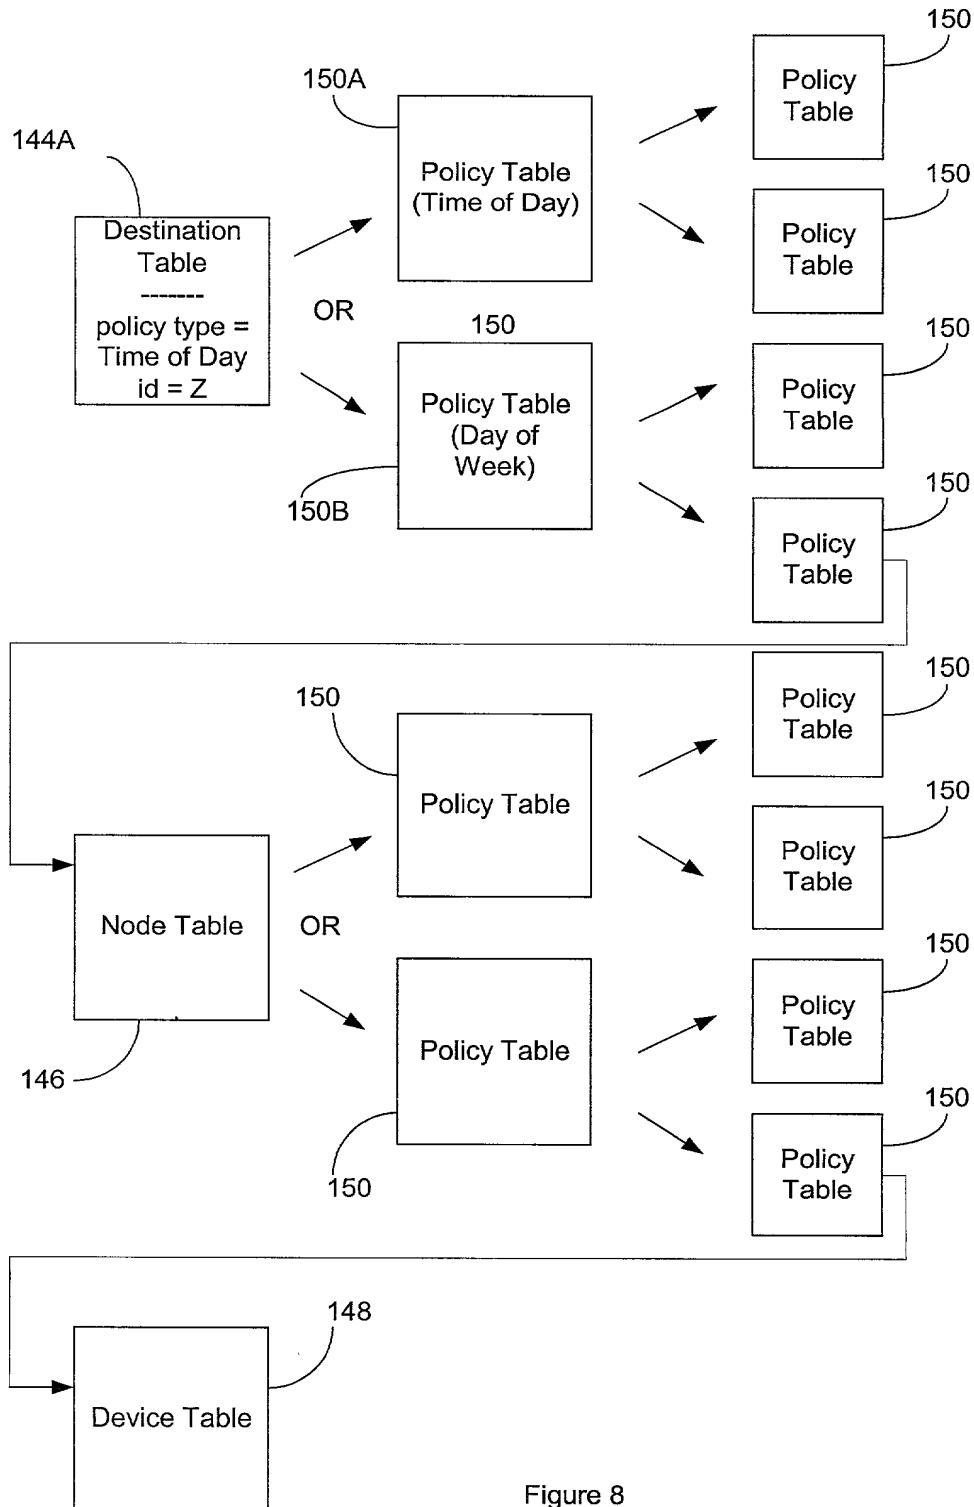 150
Policy
Table
150A
144A
Policy Table
(Time of Day)
150
Policy
Table
Destination
Table
-------
policy type =
Time of Day
id = Z
OR
150
150
Policy
Table
Policy Table
(Day of
Week)
150B
150
Policy
Table
150
Policy
Table
150
Policy Table
150
Policy
Table
Node Table
OR
146
150
Policy
Table
Policy Table
150
150
Policy
Table
148
Device Table
Figure 8